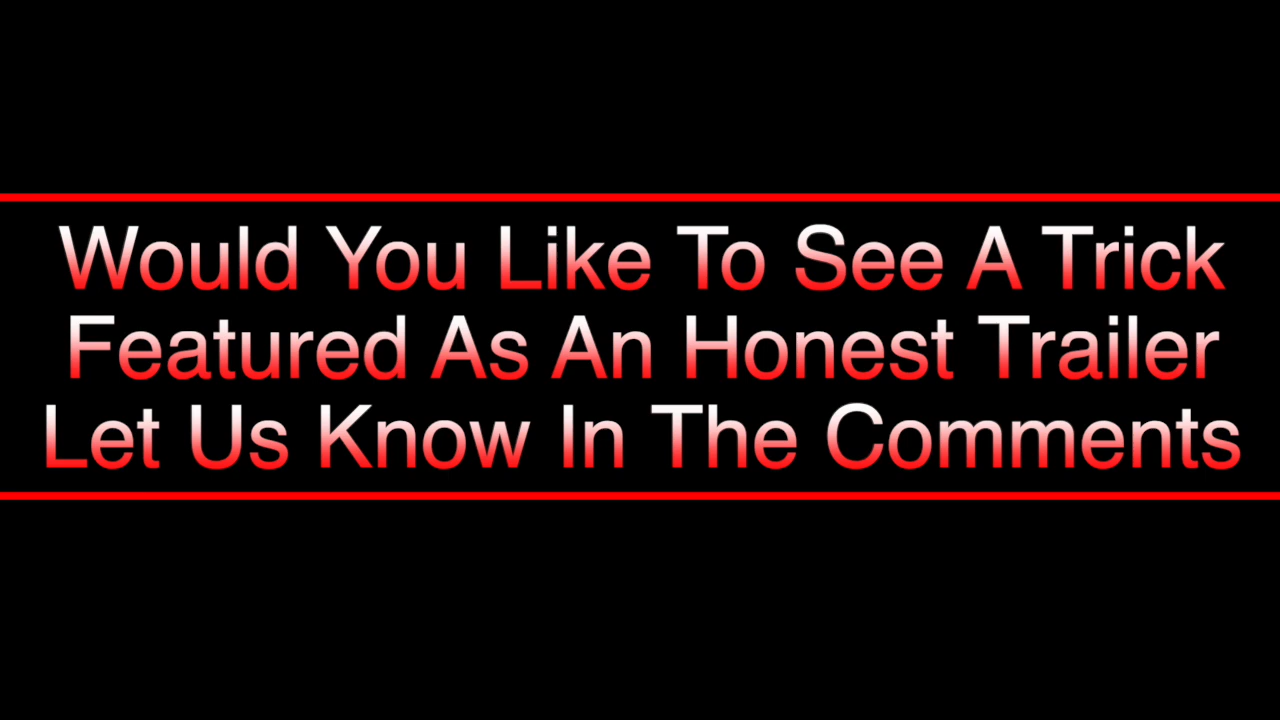 Would You Like To See A Trick
Featured As An Honest Trailer
Let Us Know In The Comments